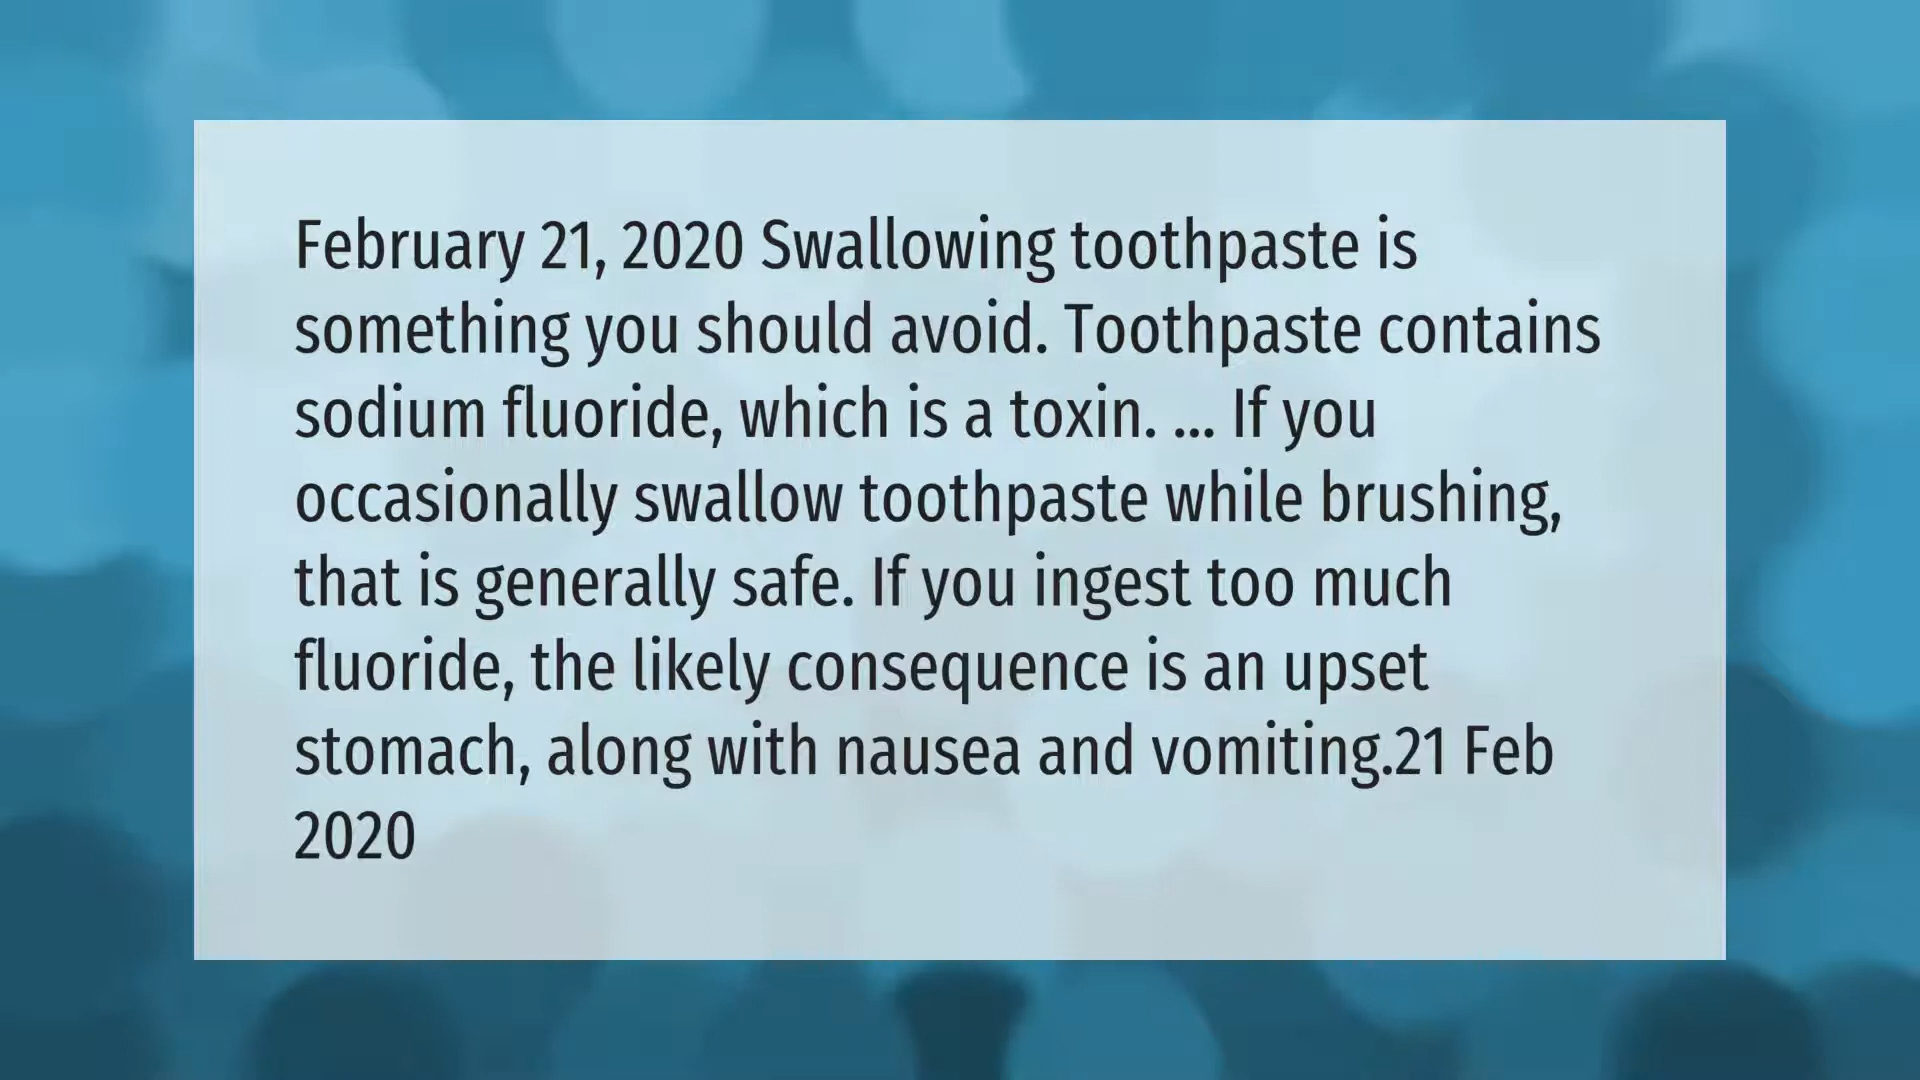 February 21, 2020 Swallowing toothpaste is
something you should avoid. Toothpaste contains
sodium fluoride, which is a toxin. ... If you
occasionally swallow toothpaste while brushing,
that is generally safe. If you ingest too much
fluoride, the likely consequence is an upset
stomach, along with nausea and vomiting.21 Feb
2020